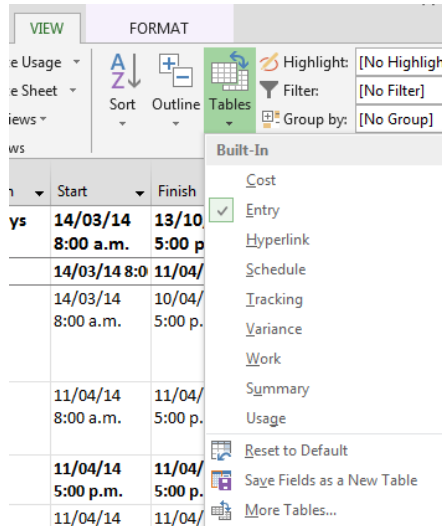 VIEW FORMAT
e Usage
Highlight: [No Highligh
e Sheet
Filter: [No Filter]
iews
Sort Outline Tables
Group by: [No Group]
ws
Built-In
Start Finish
Cost
Entry
Hyperlink
Schedule
Tracking
Variance
Work
Summary
Usage
Reset to Default
Save Fields as a New Table
More Tables...
ys 14/03/14 13/10
8:00 a.m. 5:00 p
14/03/14 8:0 11/04/
14/03/14 10/04/
8:00 a.m. 5:00 p.
11/04/14 11/04/
8:00 a.m. 5:00 p.
11/04/14 11/04/
5:00 p.m. 5:00 p.
11/04/14 11/04/